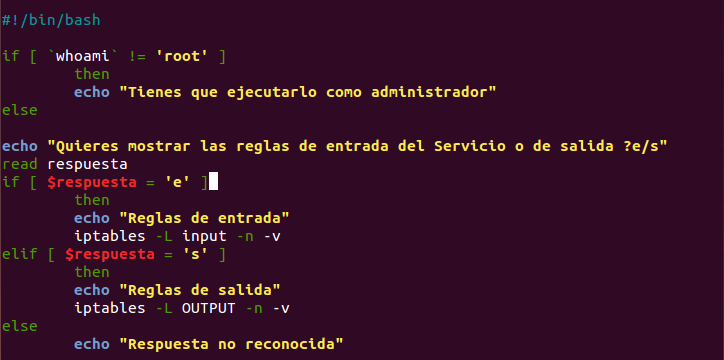 #!/bin/bash
if [ `whoami` != 'root' ]
then
echo "Tienes que ejecutarlo como administrador"
else
echo "Quieres mostrar las reglas de entrada del Servicio o de salida ?e/s"
read respuesta
if [ $respuesta = 'e' ]
then
echo "Reglas de entrada"
iptables -L input -n -v
elif [ $respuesta = 's' ]
then
echo "Reglas de salida"
iptables -L OUTPUT -n -v
else
echo "Respuesta no reconocida"